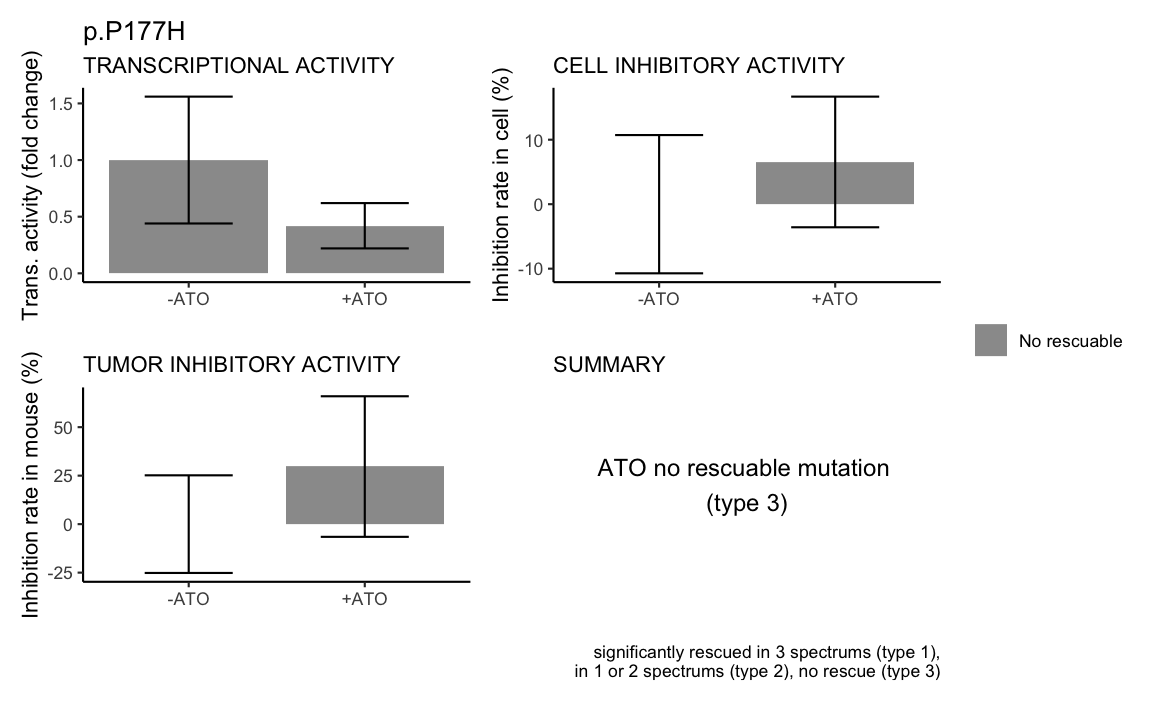 p.P177H
TRANSCRIPTIONAL ACTIVITY
Trans. activity (fold change)
1.5
1.0
0.5
0.0
-ATO
+ATO
CELL INHIBITORY ACTIVITY
Inhibition rate in cell (%)
10
0
-10
-ATO
+ATO
No rescuable
TUMOR INHIBITORY ACTIVITY
Inhibition rate in mouse (%)
50
25
0
-25
-ATO
+ATO
SUMMARY
ATO no rescuable mutation
(type 3)
significantly rescued in 3 spectrums (type 1),
in 1 or 2 spectrums (type 2), no rescue (type 3)